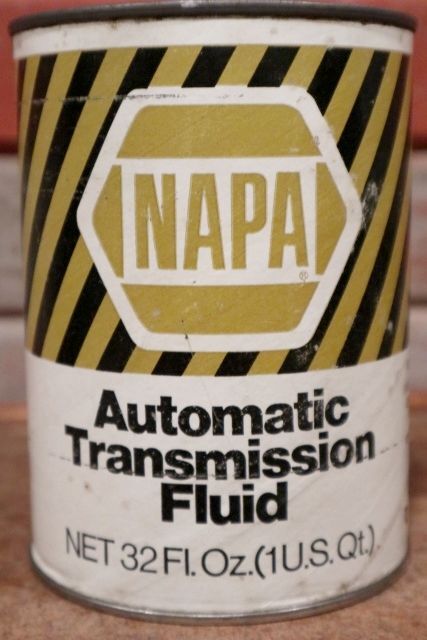 NAPA®
Automatic
Transmission
Fluid
NET 32 Fl. Oz. (1 U.S. Qt.)